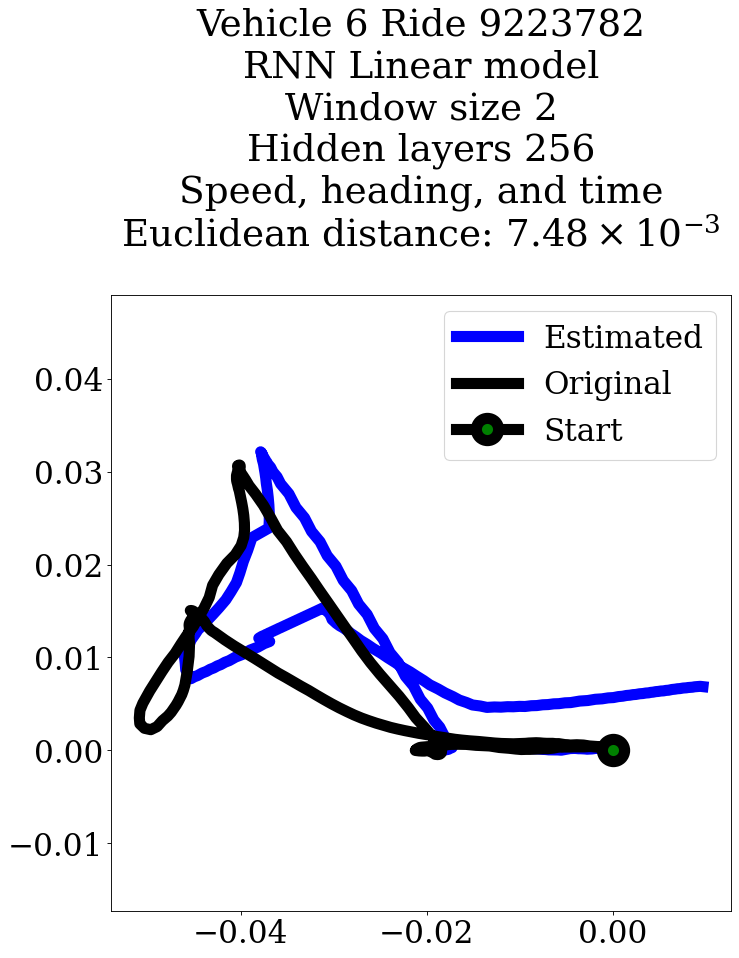 Vehicle 6 Ride 9223782
RNN Linear model
Window size 2
Hidden layers 256
Speed, heading, and time
Euclidean distance: 7.48 × 10⁻³
Estimated
Original
Start
0.04
0.03
0.02
0.01
0.00
−0.01
−0.04
−0.02
0.00